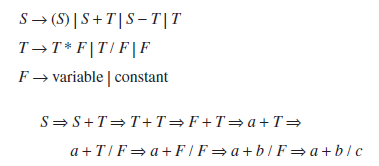 S → (S) | S + T | S − T | T
T → T * F | T / F | F
F → variable | constant
S ⇒ S + T ⇒ T + T ⇒ F + T ⇒ a + T ⇒
a + T / F ⇒ a + F / F ⇒ a + b / F ⇒ a + b / c